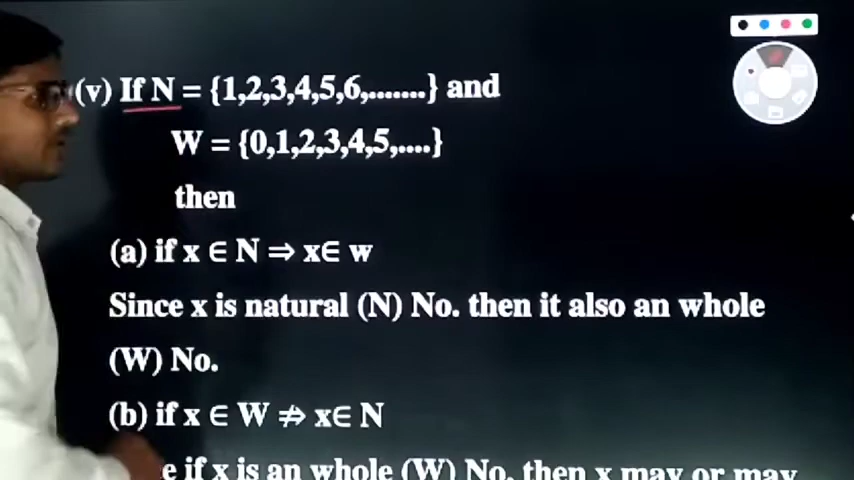 (v) If N = {1,2,3,4,5,6,.......} and
W = {0,1,2,3,4,5,....}
then
(a) if x ∈ N ⇒ x∈ w
Since x is natural (N) No. then it also an whole
(W) No.
(b) if x ∈ W ⇏ x∈ N
if x is an whole (W) No. then x may or may